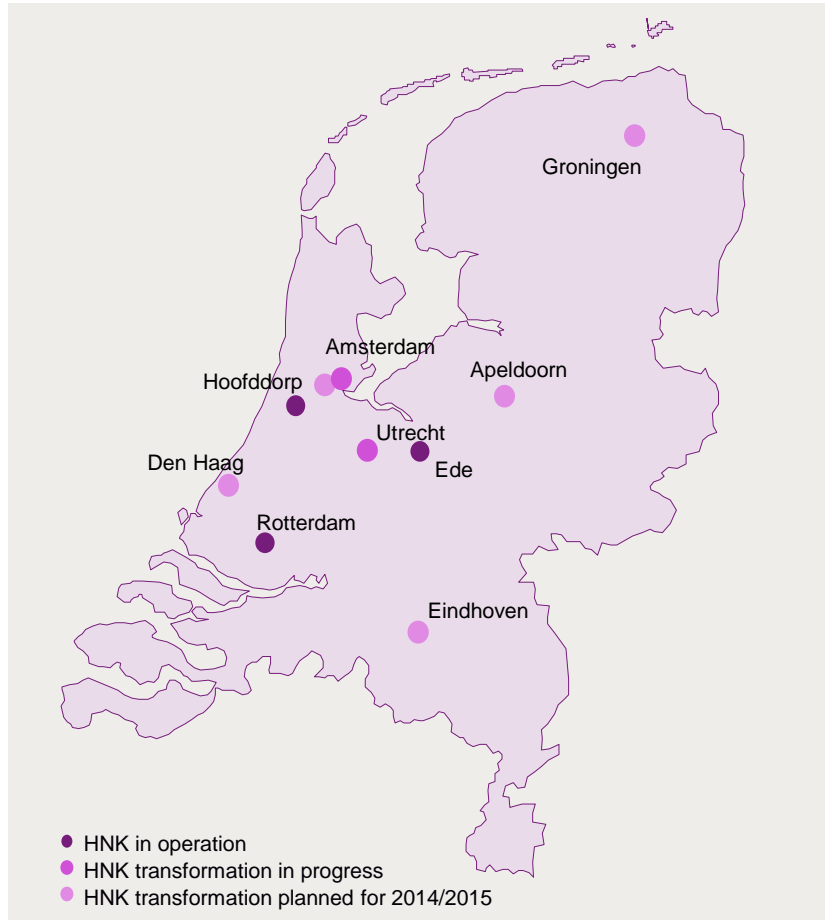 Groningen
Amsterdam
Apeldoorn
Hoofddorp
Utrecht
Den Haag
Ede
Rotterdam
Eindhoven
HNK in operation
HNK transformation in progress
HNK transformation planned for 2014/2015